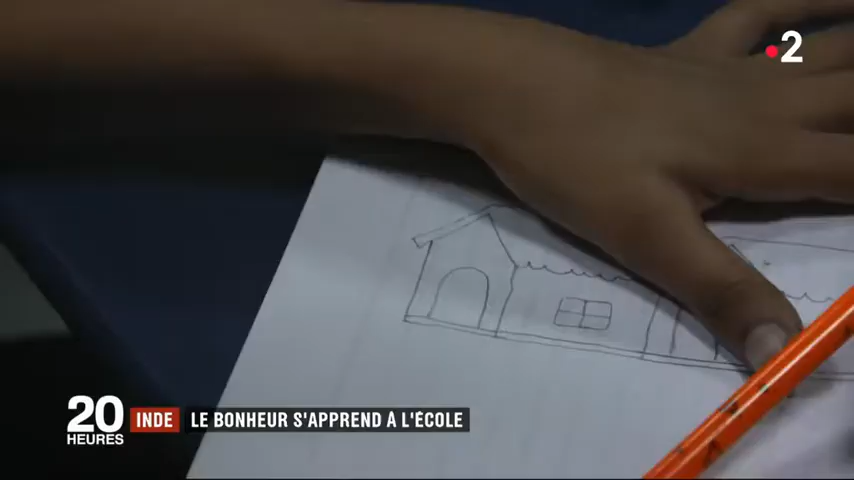 2
20
HEURES
INDE
LE BONHEUR S'APPREND A L'ÉCOLE